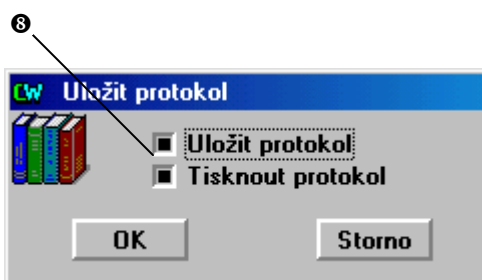 ❽
CW Uložit protokol
Uložit protokol
Tisknout protokol
OK Storno